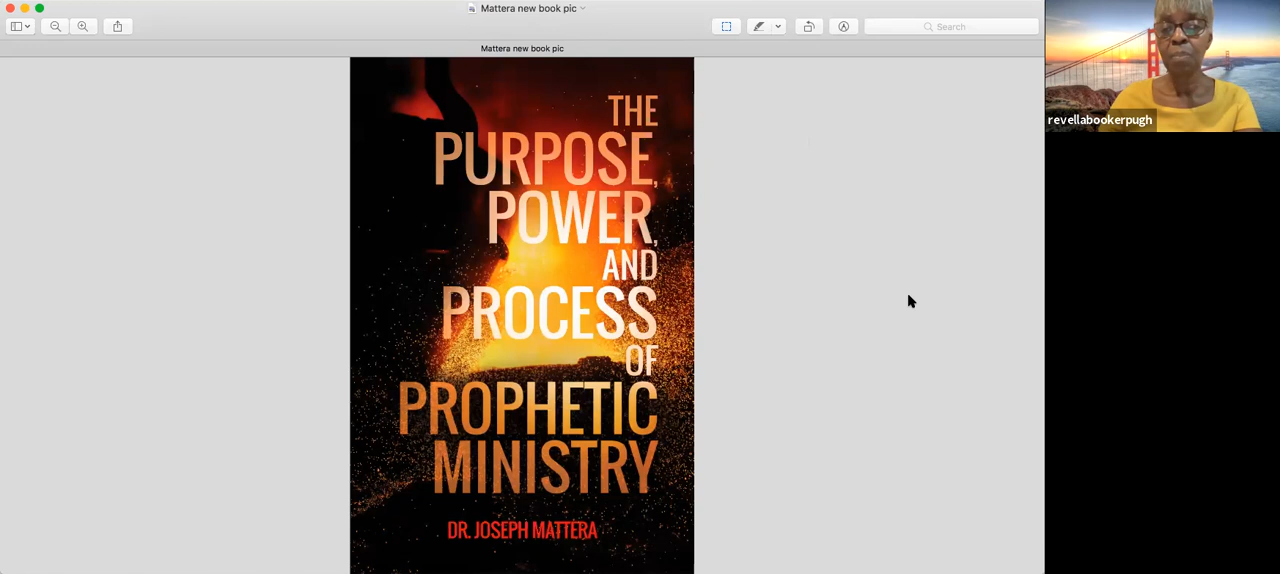 Mattera new book pic
Search
Mattera new book pic
THE
PURPOSE,
POWER,
AND
PROCESS
OF
PROPHETIC
MINISTRY
DR. JOSEPH MATTERA
revellabookerpugh